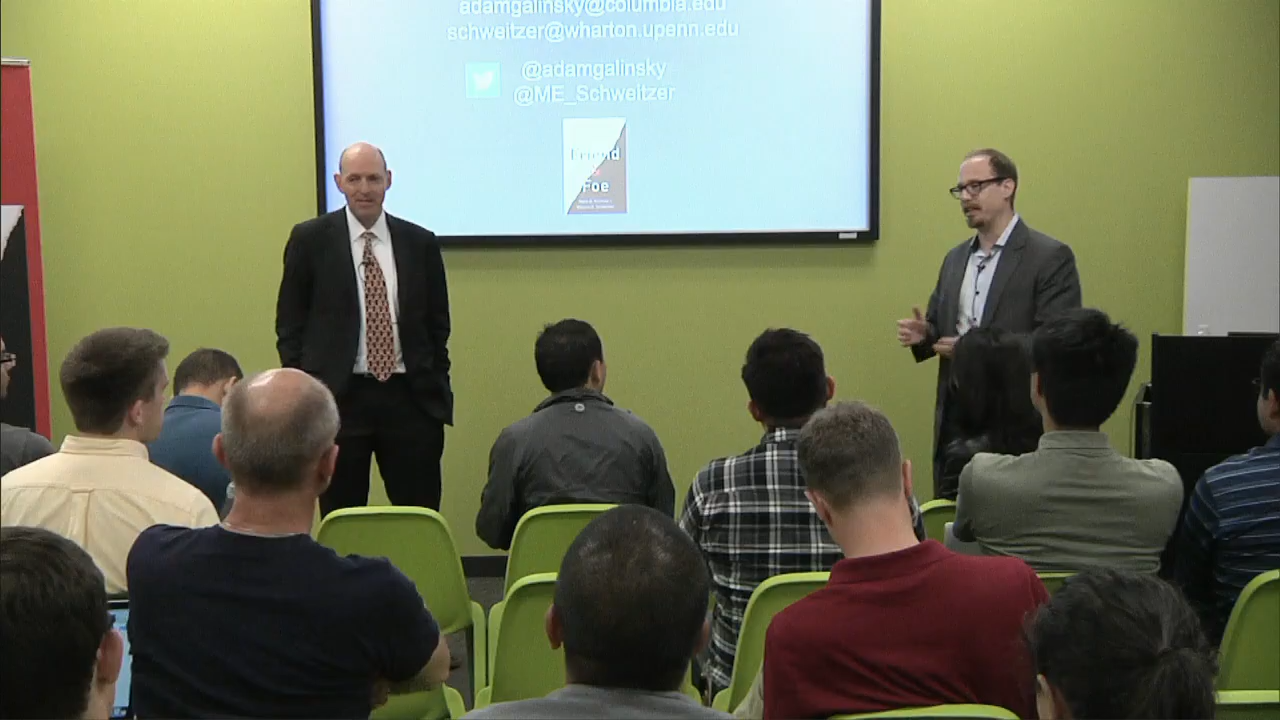 adamgalinsky@columbia.edu
schweitzer@wharton.upenn.edu
@adamgalinsky
@ME_Schweitzer
Friend
Foe